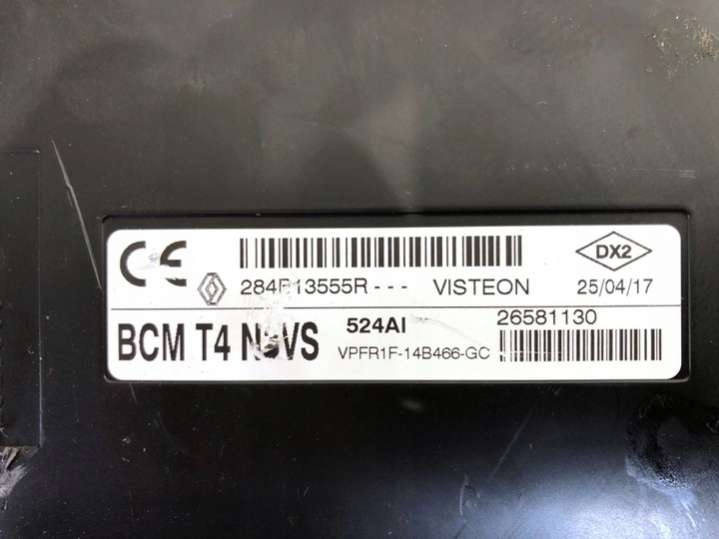 CE
284B13555R - - - VISTEON 25/04/17
DX2
BCM T4
524AI 26581130
VPFR1F-14B466-GC